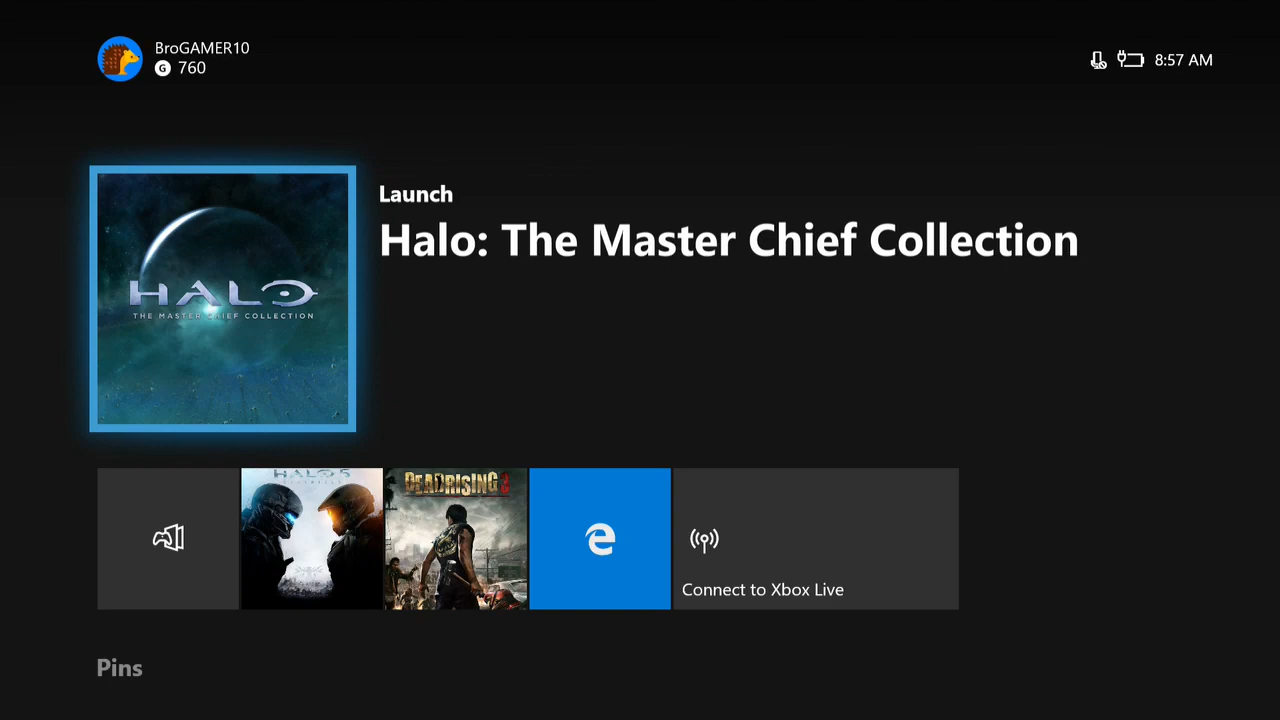 BroGAMER10
G 760
8:57 AM
Launch
Halo: The Master Chief Collection
HALO
THE MASTER CHIEF COLLECTION
HALO 5
DEADRISING 3
Connect to Xbox Live
Pins